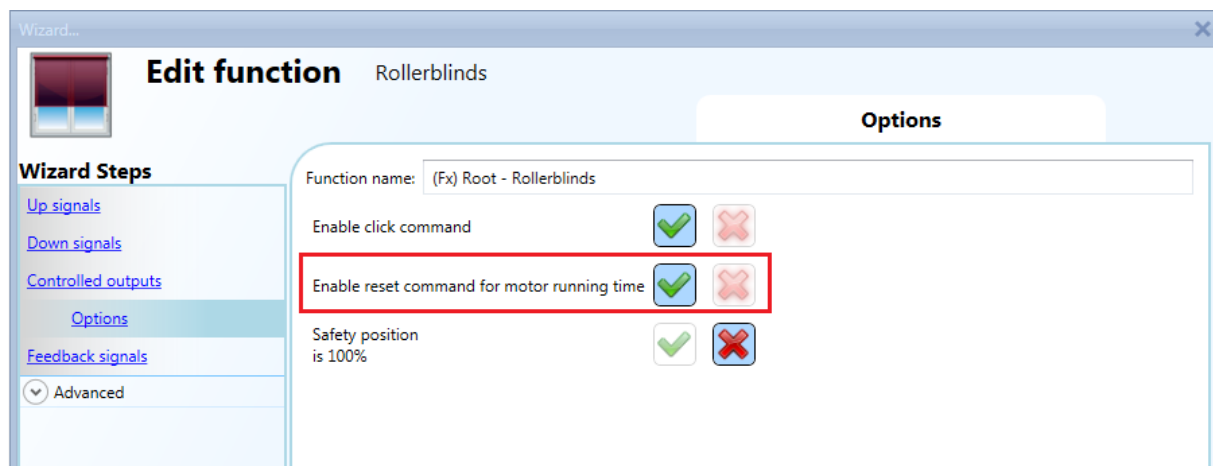 Wizard...
Edit function Rollerblinds
Options
Wizard Steps
Up signals
Down signals
Controlled outputs
Options
Feedback signals
Advanced
Function name: (Fx) Root - Rollerblinds
Enable click command
Enable reset command for motor running time
Safety position
is 100%